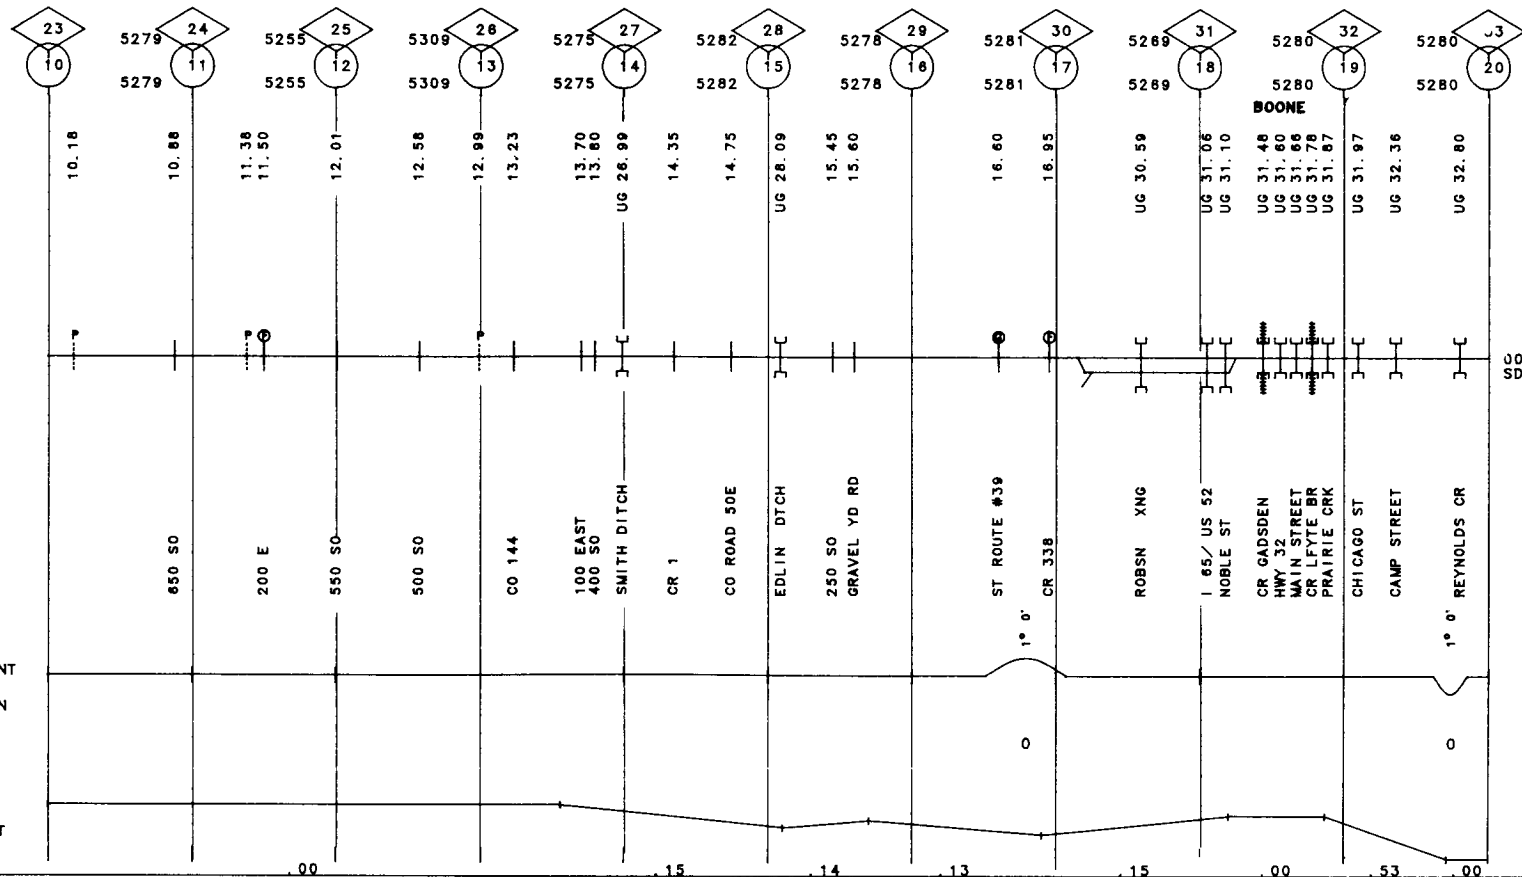 23 24 25 26 27 28 29 30 31 32
5279 5255 5309 5275 5282 5278 5281 5269 5280 5280
10 11 12 13 14 15 16 17 18 19 20
5279 5255 5309 5275 5282 5278 5281 5269 5280 5280
BOONE
10.18
10.88
11.38
11.50
12.01
12.58
12.99
13.23
13.70
13.80
UG 26.99
14.35
14.75
UG 28.09
15.45
15.60
16.60
16.95
UG 30.59
UG 31.06
UG 31.10
UG 31.48
UG 31.60
UG 31.66
UG 31.78
UG 31.87
UG 31.97
UG 32.36
UG 32.80
P P P P
SD
650 SO
200 E
550 SO
500 SO
CO 144
100 EAST
400 SO
SMITH DITCH
CR 1
CO ROAD 50E
EDLIN DTCH
250 SO
GRAVEL YD RD
ST ROUTE #39
CR 338
ROBSN XNG
I 65/ US 52
NOBLE ST
CR GADSDEN
HWY 32
MAIN STREET
CR LFYTE BR
PRAIRIE CRK
CHICAGO ST
CAMP STREET
REYNOLDS CR
1° 0' 1° 0'
NT
N
0 0
T
.00 .15 .14 .13 .15 .00 .53 .00